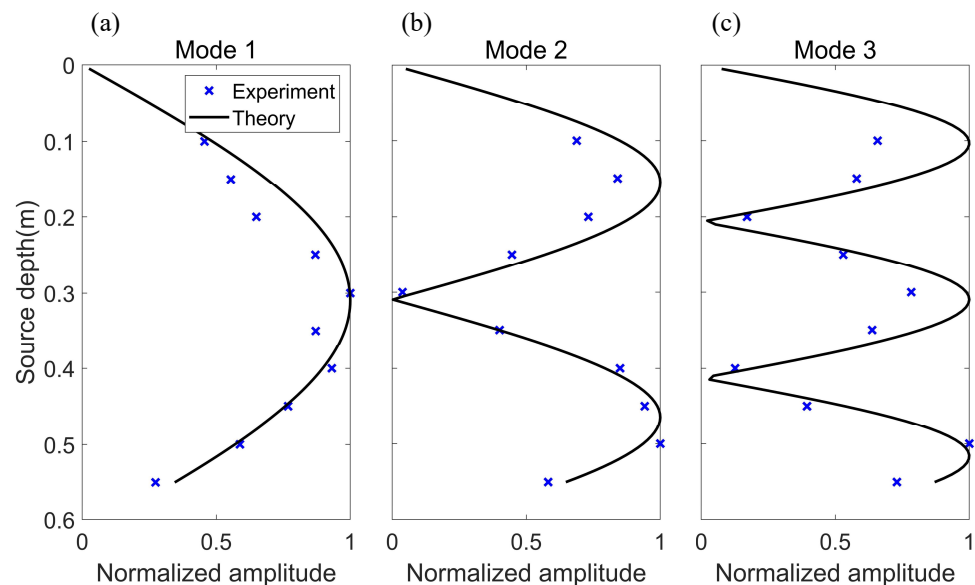 (a) (b) (c)
Mode 1 Mode 2 Mode 3
Experiment
Theory
Source depth(m)
0
0.1
0.2
0.3
0.4
0.5
0.6
0 0.5 1 0 0.5 1 0 0.5 1
Normalized amplitude Normalized amplitude Normalized amplitude